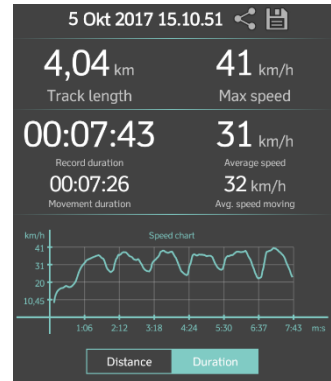 5 Okt 2017 15.10.51
4,04 km
41 km/h
Track length
Max speed
00:07:43
31 km/h
Record duration
Average speed
00:07:26
32 km/h
Movement duration
Avg. speed moving
km/h
Speed chart
41
31
20
10,45
1:06 2:12 3:18 4:24 5:30 6:37 7:43 m:s
Distance
Duration